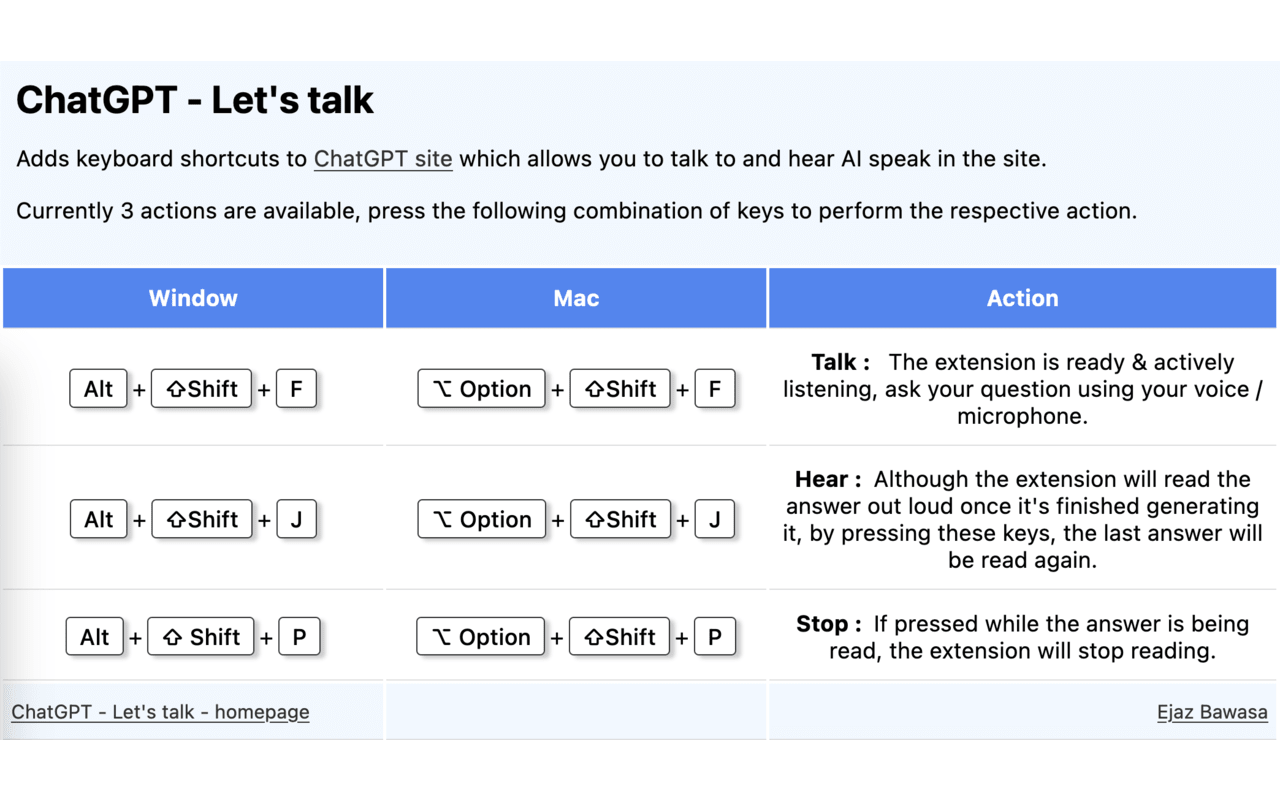 ChatGPT - Let's talk
Adds keyboard shortcuts to ChatGPT site which allows you to talk to and hear AI speak in the site.
Currently 3 actions are available, press the following combination of keys to perform the respective action.
Window Mac Action
Alt + ⇧Shift + F
⌥ Option + ⇧Shift + F
Talk : The extension is ready & actively
listening, ask your question using your voice /
microphone.
Alt + ⇧Shift + J
⌥ Option + ⇧Shift + J
Hear : Although the extension will read the
answer out loud once it's finished generating
it, by pressing these keys, the last answer will
be read again.
Alt + ⇧ Shift + P
⌥ Option + ⇧Shift + P
Stop : If pressed while the answer is being
read, the extension will stop reading.
ChatGPT - Let's talk - homepage
Ejaz Bawasa